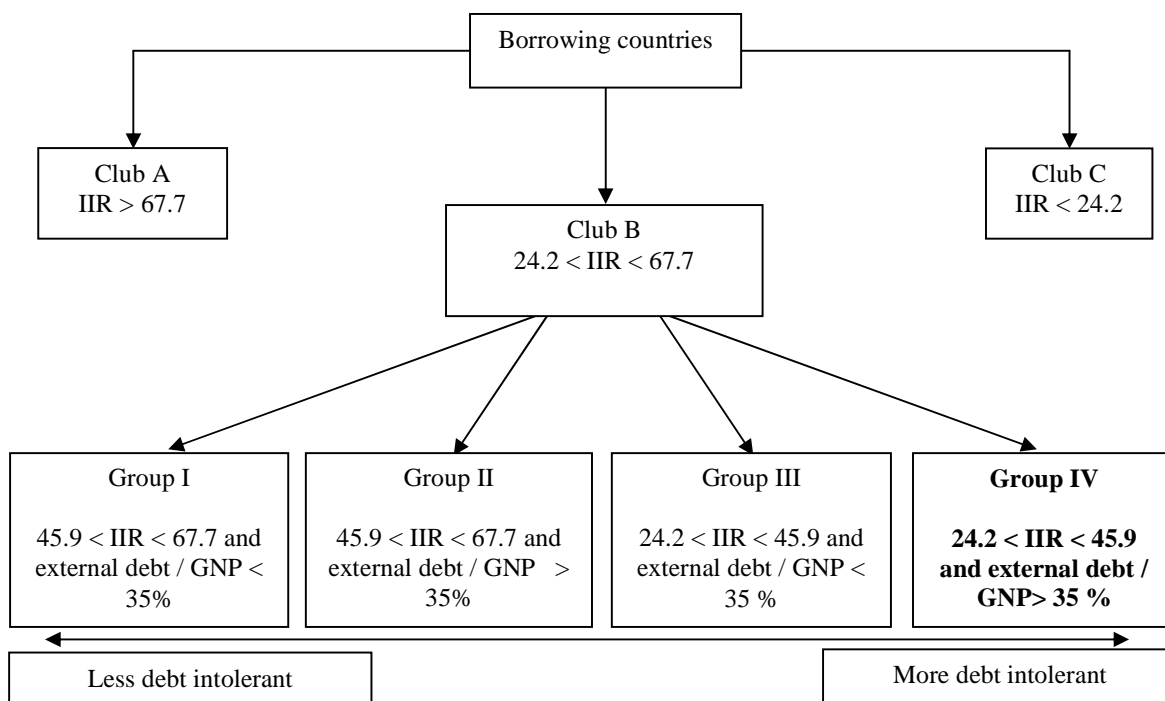 Borrowing countries
Club A
IIR > 67.7
Club C
IIR < 24.2
Club B
24.2 < IIR < 67.7
Group I
45.9 < IIR < 67.7 and
external debt / GNP <
35%
Group II
45.9 < IIR < 67.7 and
external debt / GNP >
35%
Group III
24.2 < IIR < 45.9 and
external debt / GNP <
35 %
Group IV
24.2 < IIR < 45.9
and external debt /
GNP> 35 %
Less debt intolerant
More debt intolerant